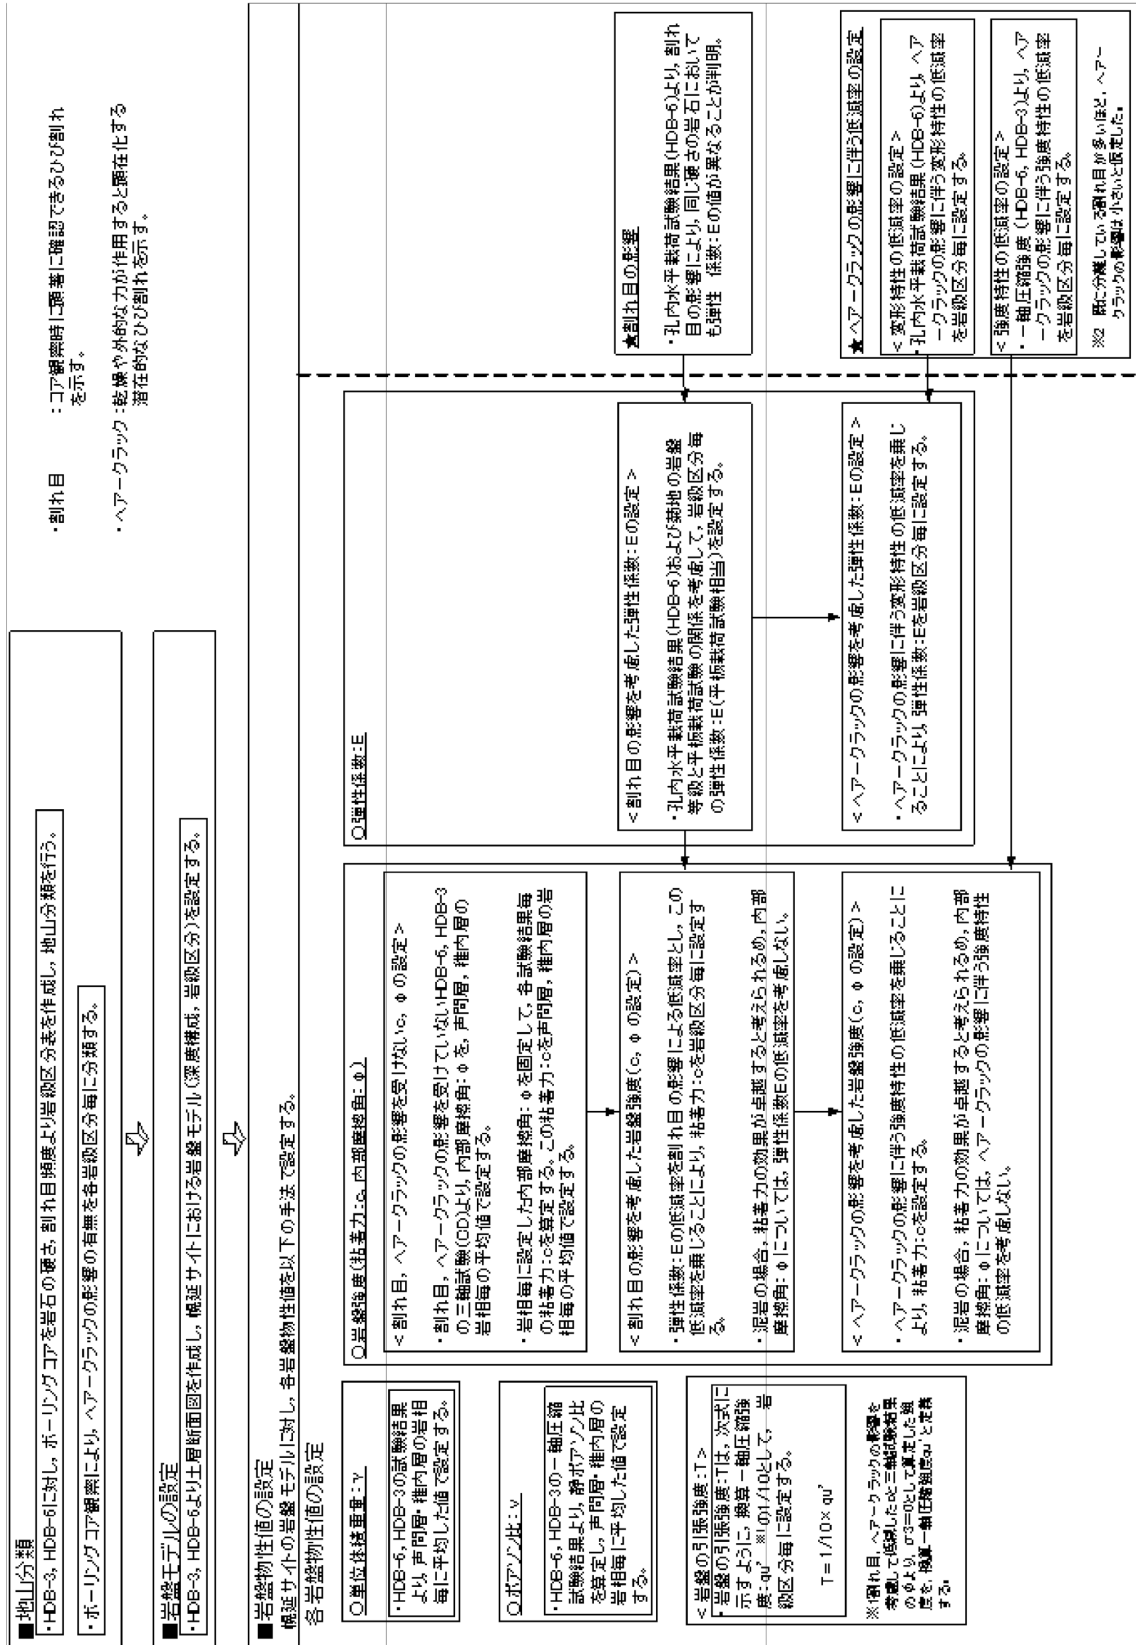 ■地山分類
・HDB-3, HDB-6に対し，ボーリングコアを岩石の硬さ，割れ目頻度より岩級区分表を作成し，地山分類を行う。
・ボーリングコア観察により，ヘアークラックの影響の有無を各岩級区分毎に分類する。
・割れ目　：コア観察時に顕著に確認できるひび割れ
を示す。
・ヘアークラック：乾燥や外的な力が作用すると顕在化する
潜在的なひび割れを示す。
■岩盤モデルの設定
・HDB-3, HDB-6より土層断面図を作成し，幌延サイトにおける岩盤モデル（深度構成，岩級区分）を設定する。
■岩盤物性値の設定
幌延サイトの岩盤モデルに対し，各岩盤物性値を以下の手法で設定する。
各岩盤物性値の設定
○単位体積重量：γ
・HDB-6, HDB-3の試験結果
より，声問層・稚内層の岩相
毎に平均した値で設定する。
○ポアソン比：ν
・HDB-6, HDB-3の一軸圧縮
試験結果より，静ポアソン比
を算定し，声問層・稚内層の
岩相毎に平均した値で設定
する。
＜岩盤の引張強度：T＞
・岩盤の引張強度：Tは，次式に
示すように，換算一軸圧縮強
度：qu’ ※1の1/10として，岩
級区分毎に設定する。
T＝1/10×qu’
※1割れ目，ヘアークラックの影響を
考慮して低減したcと三軸試験結果
のφより，σ3=0として算定した強
度を，換算一軸圧縮強度qu’と定義
する。
○岩盤強度（粘着力：c，内部摩擦角：φ）
＜割れ目，ヘアークラックの影響を受けないc，φの設定＞
・割れ目，ヘアークラックの影響を受けていないHDB-6, HDB-3
の三軸試験(CD)より，内部摩擦角：φを，声問層，稚内層の
岩相毎の平均値で設定する。
・岩相毎に設定した内部摩擦角：φを固定して，各試験結果毎
の粘着力：cを算定する。この粘着力：cを声問層，稚内層の岩
相毎の平均値で設定する。
＜割れ目の影響を考慮した岩盤強度（c，φの設定）＞
・弾性係数：Eの低減率を割れ目の影響による低減率とし，この
低減率を乗じることにより，粘着力：cを岩級区分毎に設定す
る。
・泥岩の場合，粘着力の効果が卓越すると考えられるため，内部
摩擦角：φについては，弾性係数Eの低減率を考慮しない。
＜ヘアークラックの影響を考慮した岩盤強度（c，φの設定）＞
・ヘアークラックの影響に伴う強度特性の低減率を乗じることに
より，粘着力：cを設定する。
・泥岩の場合，粘着力の効果が卓越すると考えられるため，内部
摩擦角：φについては，ヘアークラックの影響に伴う強度特性
の低減率を考慮しない。
○弾性係数：E
＜割れ目の影響を考慮した弾性係数：Eの設定＞
・孔内水平載荷試験結果(HDB-6)および菊地の岩盤
等級と平板載荷試験の関係を考慮して，岩級区分毎
の弾性係数：E（平板載荷試験相当）を設定する。
＜ヘアークラックの影響を考慮した弾性係数：Eの設定＞
・ヘアークラックの影響に伴う変形特性の低減率を乗じ
ることにより，弾性係数：Eを岩級区分毎に設定する。
★割れ目の影響
・孔内水平載荷試験結果(HDB-6)より，割れ
目の影響により，同じ硬さの岩石において
も弾性　係数：Eの値が異なることが判明。
★ヘアークラックの影響に伴う低減率の設定
＜変形特性の低減率の設定＞
・孔内水平載荷試験結果(HDB-6)より，ヘア
ークラックの影響に伴う変形特性の低減率
を岩級区分毎に設定する。
＜強度特性の低減率の設定＞
・一軸圧縮強度（HDB-6, HDB-3)より，ヘア
ークラックの影響に伴う強度特性の低減率
を岩級区分毎に設定する。
※2　既に分離している割れ目が多いほど，ヘアー
クラックの影響は小さいと仮定した。